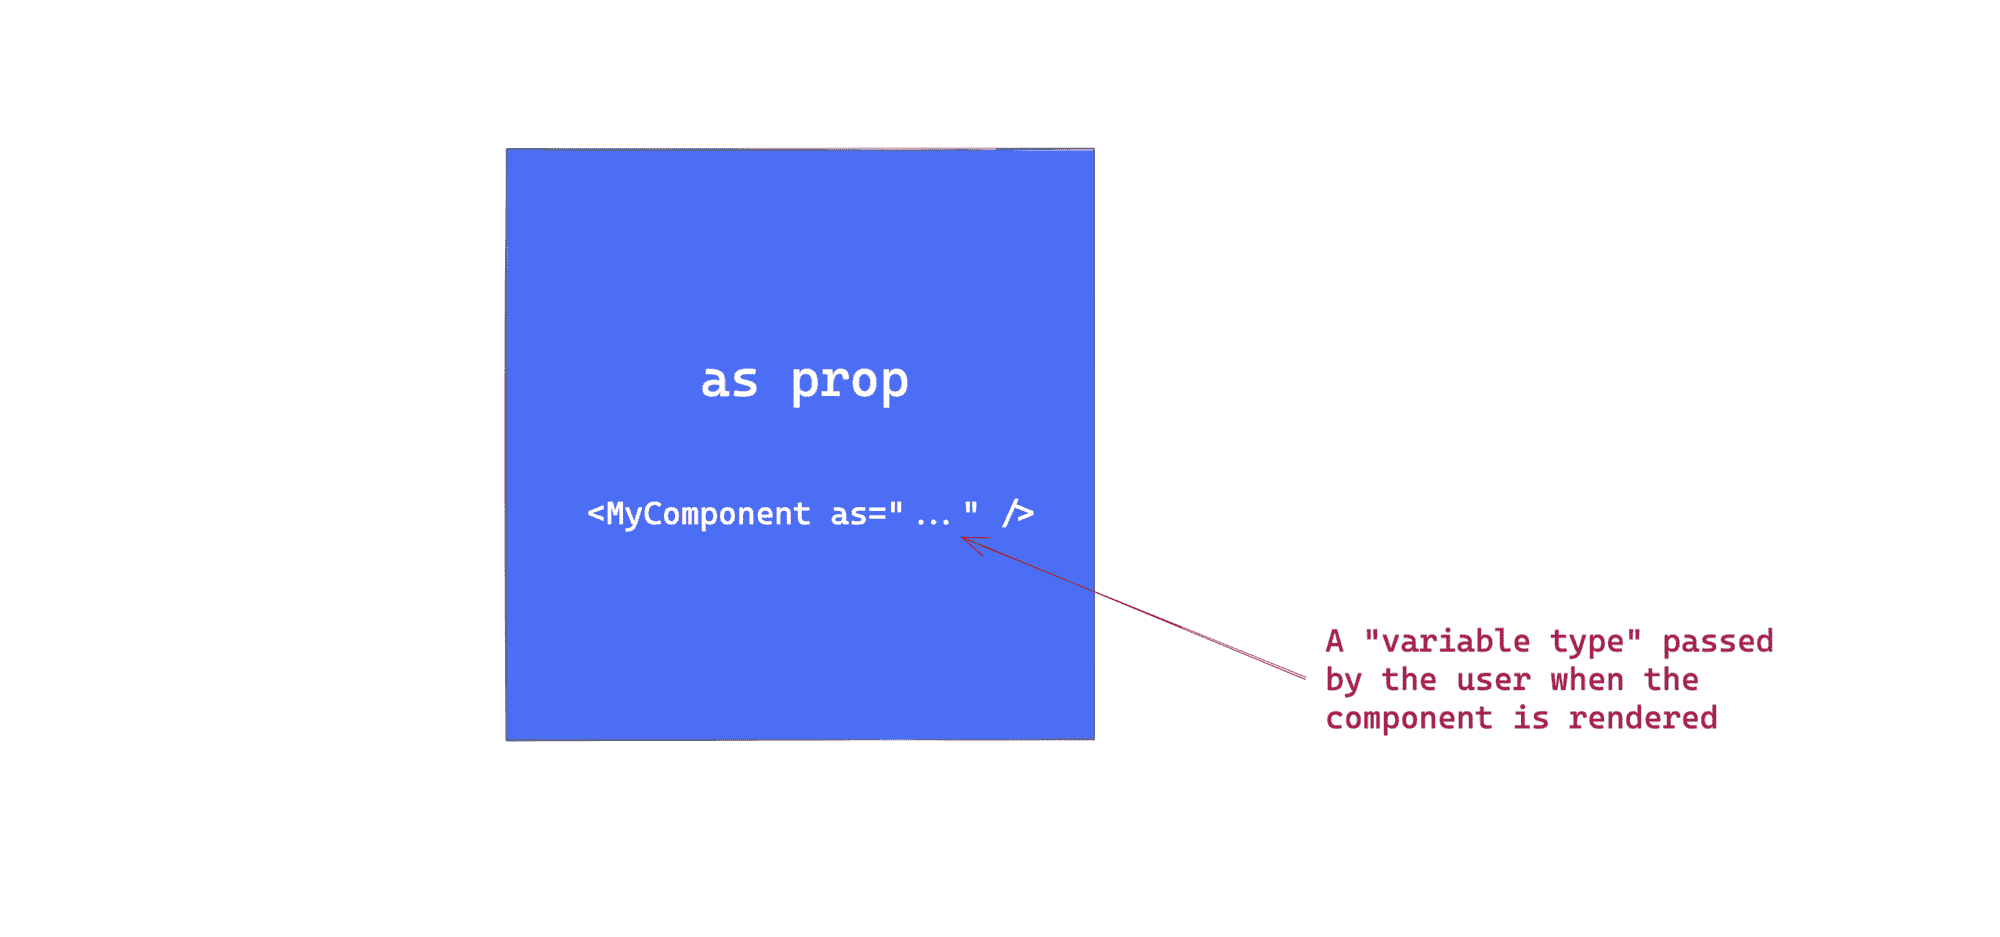 as prop
<MyComponent as="..." />
A "variable type" passed
by the user when the
component is rendered